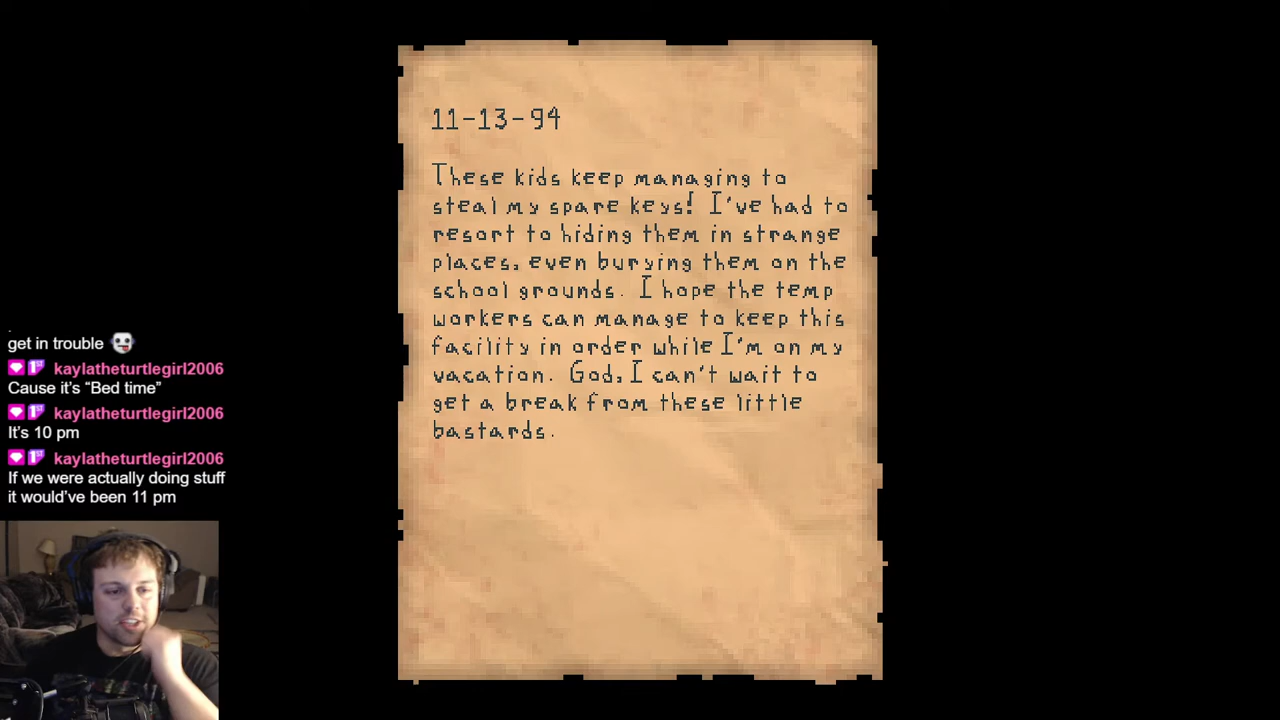 11-13-94
These kids keep managing to
steal my spare keys! I've had to
resort to hiding them in strange
places, even burying them on the
school grounds. I hope the temp
workers can manage to keep this
facility in order while I'm on my
vacation. God, I can't wait to
get a break from these little
bastards.
get in trouble
kaylatheturtlegirl2006
Cause it's “Bed time”
kaylatheturtlegirl2006
It's 10 pm
kaylatheturtlegirl2006
If we were actually doing stuff
it would've been 11 pm